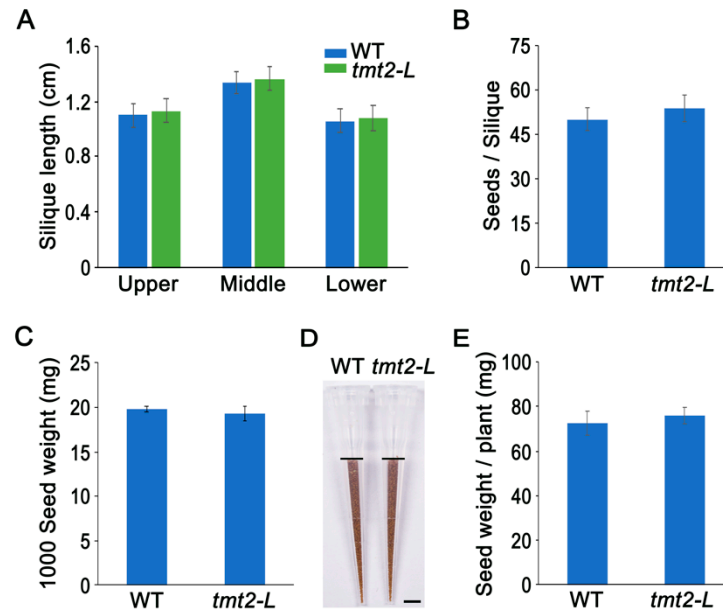 A
Silique length (cm)
1.6
1.2
0.8
0.4
0
WT
tmt2-L
Upper Middle Lower
B
Seeds / Silique
75
60
45
30
15
0
WT tmt2-L
C
1000 Seed weight (mg)
25
20
15
10
5
0
WT tmt2-L
D
WT tmt2-L
E
Seed weight / plant (mg)
100
80
60
40
20
0
WT tmt2-L